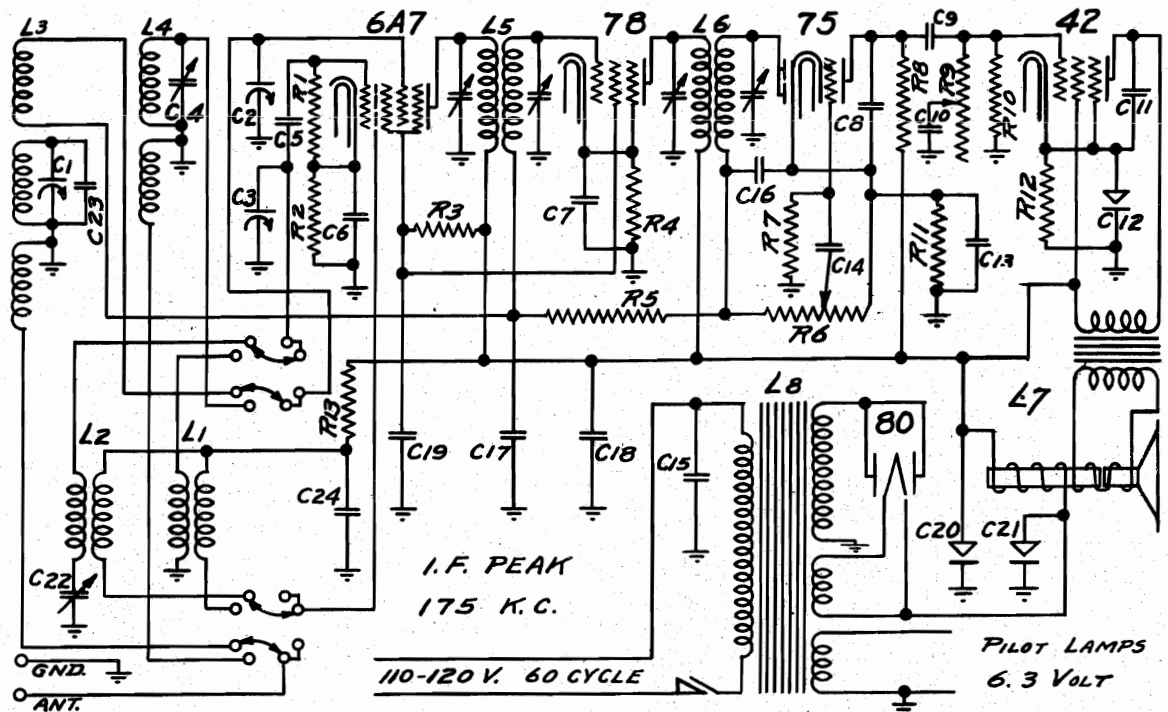 L3
L4
6A7
L5
78
L6
75
C9
42
C4
C2
C5
R1
R8
C10
R9
R10
C11
C8
C1
C23
C3
R2
C6
C16
R3
C7
R4
R7
C14
R11
C13
R12
C12
R5
R6
R13
L8
80
L7
L2
L1
C24
C19
C17
C18
C15
C20
C21
C22
I.F. PEAK
175 K.C.
GND.
ANT.
110-120 V. 60 CYCLE
PILOT LAMPS
6.3 VOLT